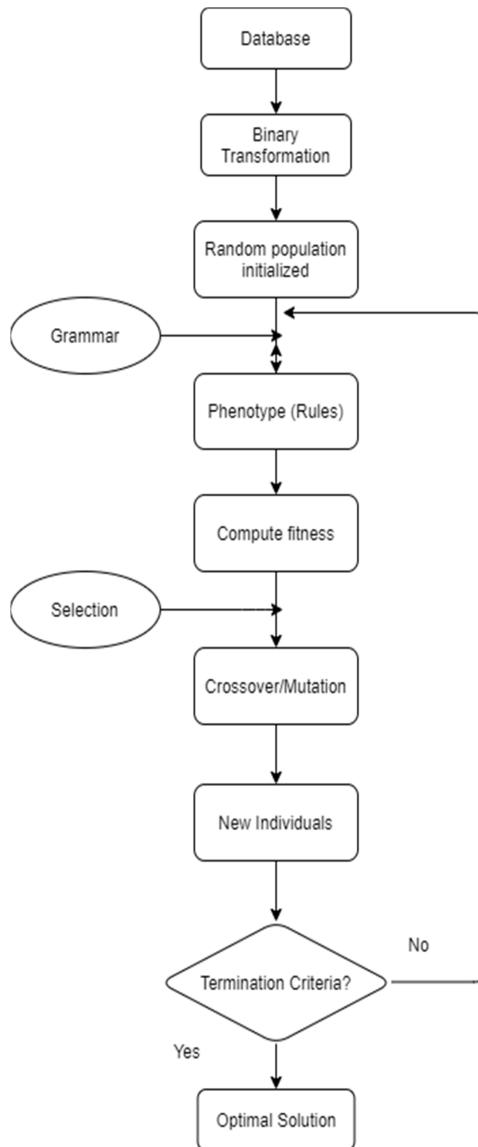 Database
Binary
Transformation
Random population
initialized
Grammar
Phenotype (Rules)
Compute fitness
Selection
Crossover/Mutation
New Individuals
No
Termination Criteria?
Yes
Optimal Solution